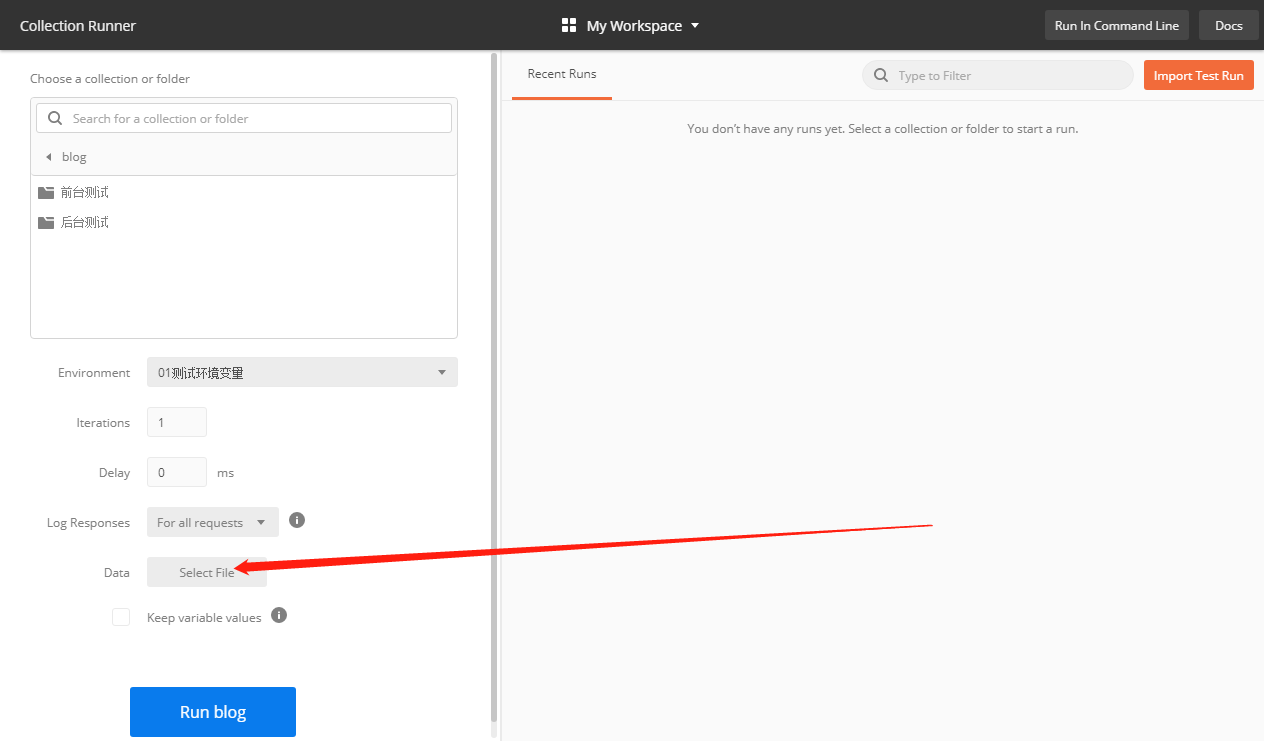 Collection Runner
My Workspace
Run In Command Line
Docs
Choose a collection or folder
Search for a collection or folder
blog
前台测试
后台测试
Environment
01测试环境变量
Iterations
1
Delay
0
ms
Log Responses
For all requests
Data
Select File
Keep variable values
Run blog
Recent Runs
Type to Filter
Import Test Run
You don't have any runs yet. Select a collection or folder to start a run.